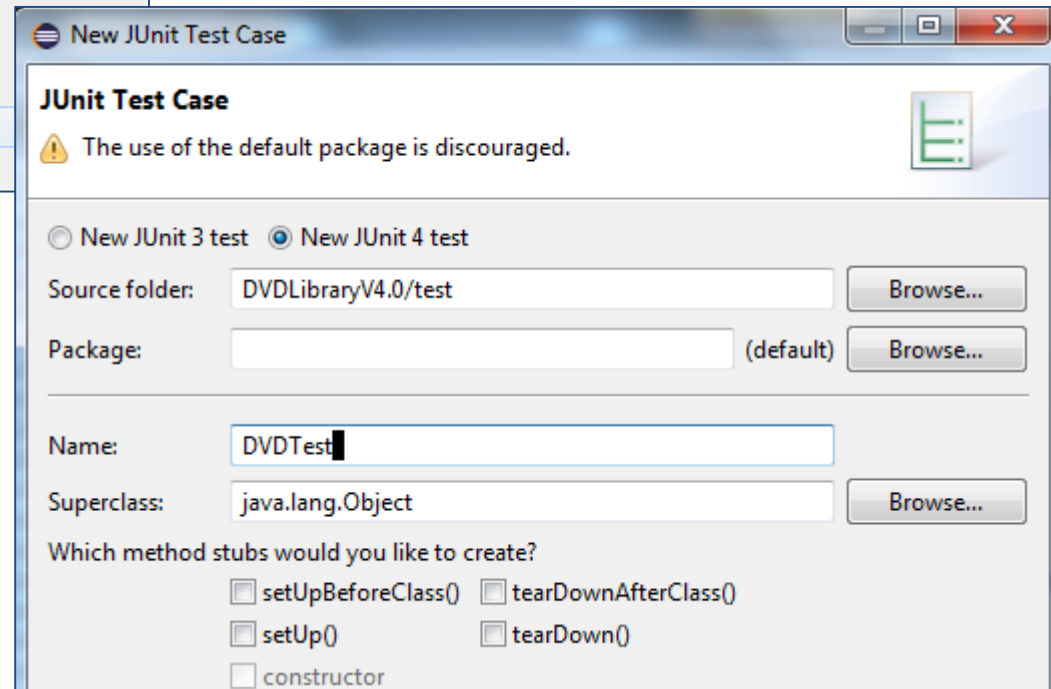 New JUnit Test Case
JUnit Test Case
The use of the default package is discouraged.
New JUnit 3 test New JUnit 4 test
Source folder: DVDLibraryV4.0/test Browse...
Package: (default) Browse...
Name: DVDTest
Superclass: java.lang.Object Browse...
Which method stubs would you like to create?
setUpBeforeClass() tearDownAfterClass()
setUp() tearDown()
constructor